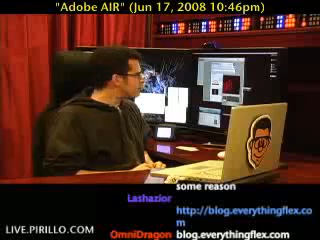 "Adobe AIR" (Jun 17, 2008 10:46pm)
some reason
Lashazior
http://blog.everythingflex.co
m
OmniDragon blog.everythingflex.com
LIVE.PIRILLO.COM